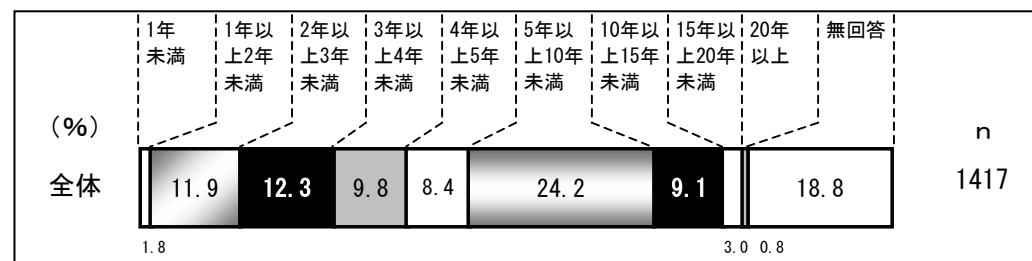 1年未満
1年以上2年未満
2年以上3年未満
3年以上4年未満
4年以上5年未満
5年以上10年未満
10年以上15年未満
15年以上20年未満
20年以上
無回答
(%)
n
全体
11.9
12.3
9.8
8.4
24.2
9.1
18.8
1417
1.8
3.0
0.8